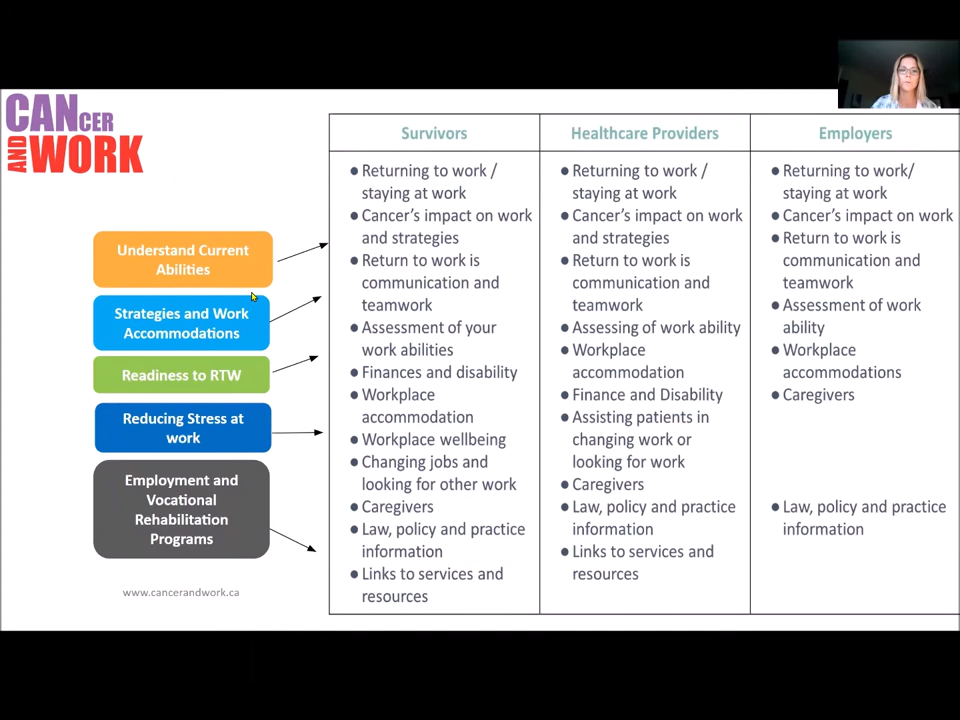 CANCER
AND WORK
Understand Current
Abilities
Strategies and Work
Accommodations
Readiness to RTW
Reducing Stress at
work
Employment and
Vocational
Rehabilitation
Programs
www.cancerandwork.ca
Survivors
● Returning to work /
staying at work
● Cancer's impact on work
and strategies
● Return to work is
communication and
teamwork
● Assessment of your
work abilities
● Finances and disability
● Workplace
accommodation
● Workplace wellbeing
● Changing jobs and
looking for other work
● Caregivers
● Law, policy and practice
information
● Links to services and
resources
Healthcare Providers
● Returning to work /
staying at work
● Cancer's impact on work
and strategies
● Return to work is
communication and
teamwork
● Assessing of work ability
● Workplace
accommodation
● Finance and Disability
● Assisting patients in
changing work or
looking for work
● Caregivers
● Law, policy and practice
information
● Links to services and
resources
Employers
● Returning to work/
staying at work
● Cancer's impact on work
● Return to work is
communication and
teamwork
● Assessment of work
ability
● Workplace
accommodations
● Caregivers
● Law, policy and practice
information